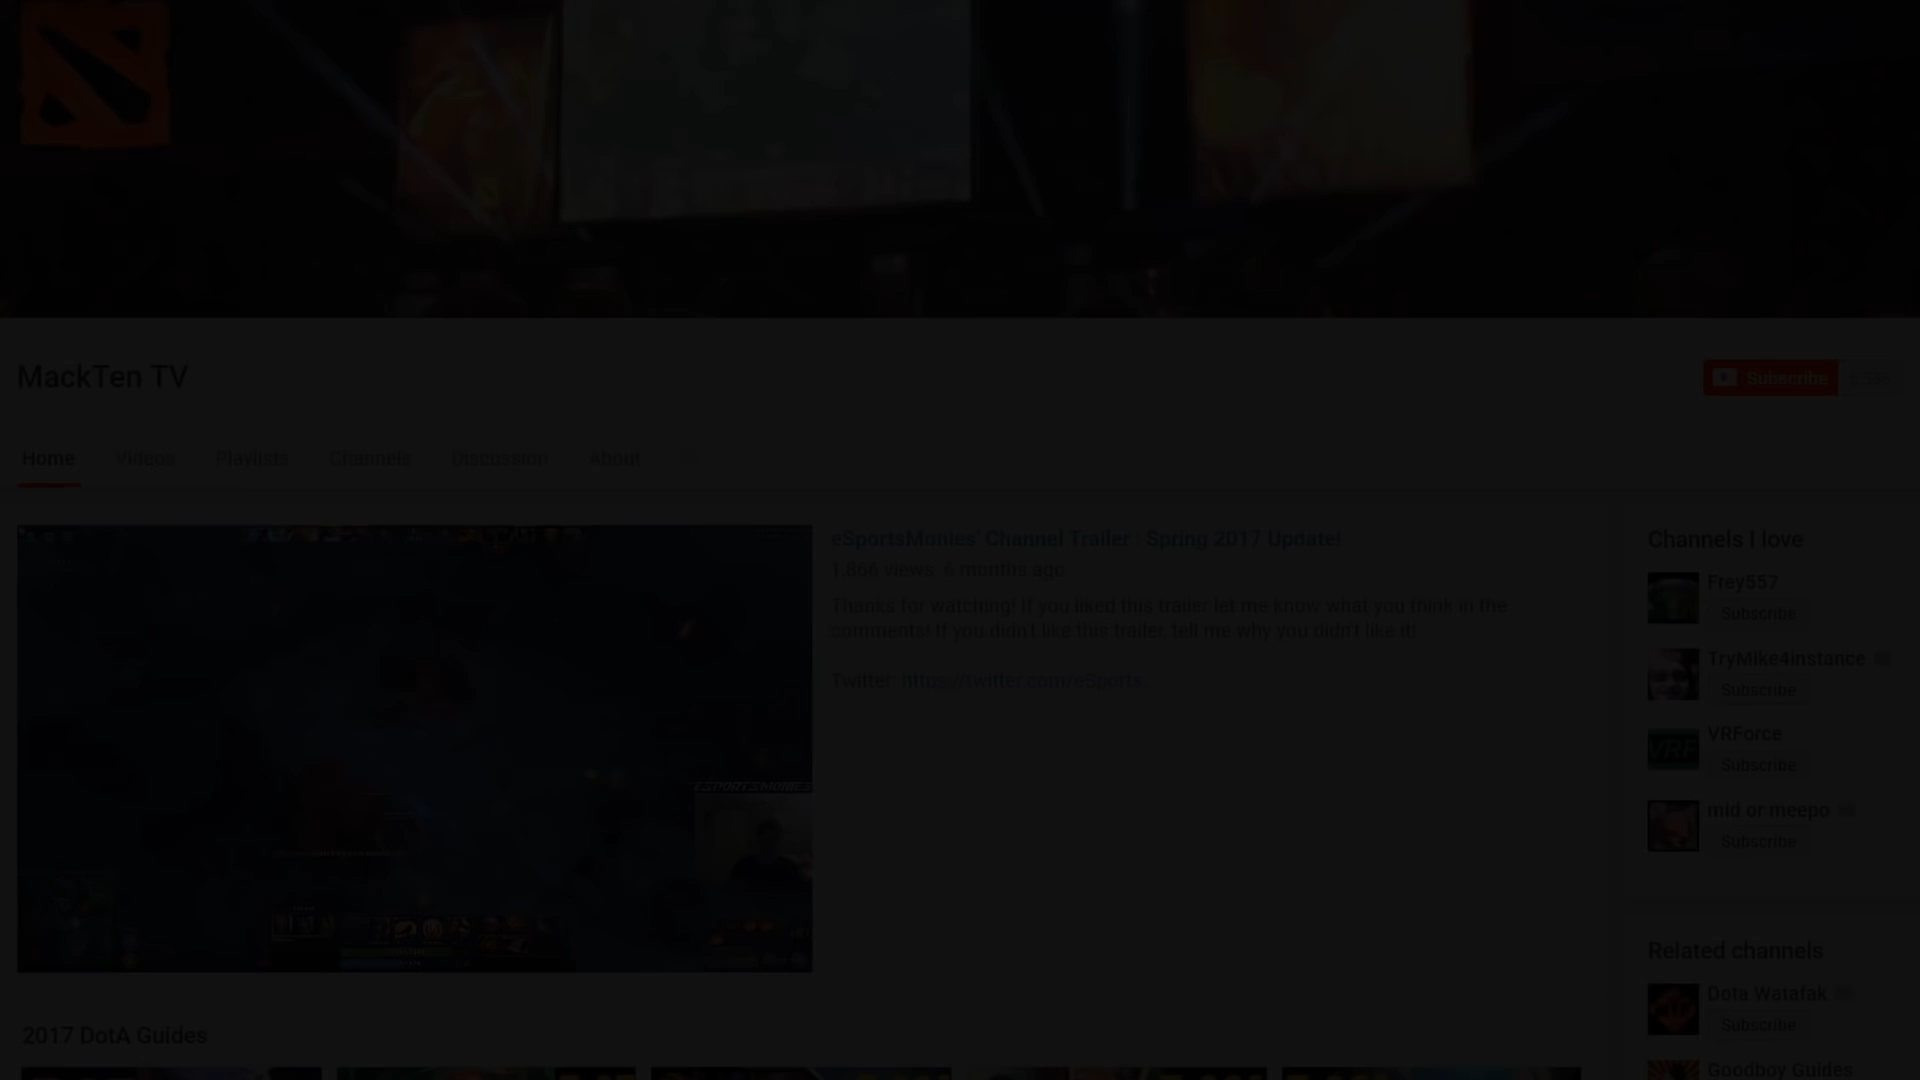 MackTen TV
Subscribe
Home Videos Playlists Channels Discussion About
eSportsMonies' Channel Trailer : Spring 2017 Update!
1,866 views 6 months ago
Thanks for watching! If you liked this trailer let me know what you think in the
comments! If you didn't like this trailer, tell me why you didn't like it!
Twitter: https://twitter.com/eSports...
ESPORTSMONIES
2017 DotA Guides
Channels I love
Frey557
Subscribe
TryMike4instance
Subscribe
VRF
VRForce
Subscribe
mid or meepo
Subscribe
Related channels
Dota Watafak
Subscribe
Goodboy Guides